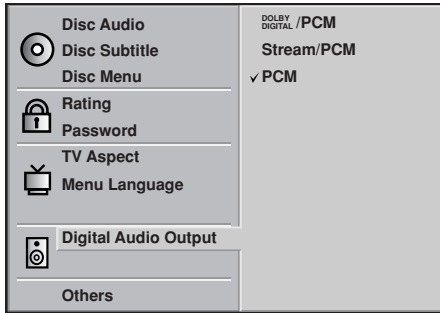 Disc Audio
Disc Subtitle
Disc Menu
Rating
Password
TV Aspect
Menu Language
Digital Audio Output
Others
DOLBY DIGITAL /PCM
Stream/PCM
✓ PCM